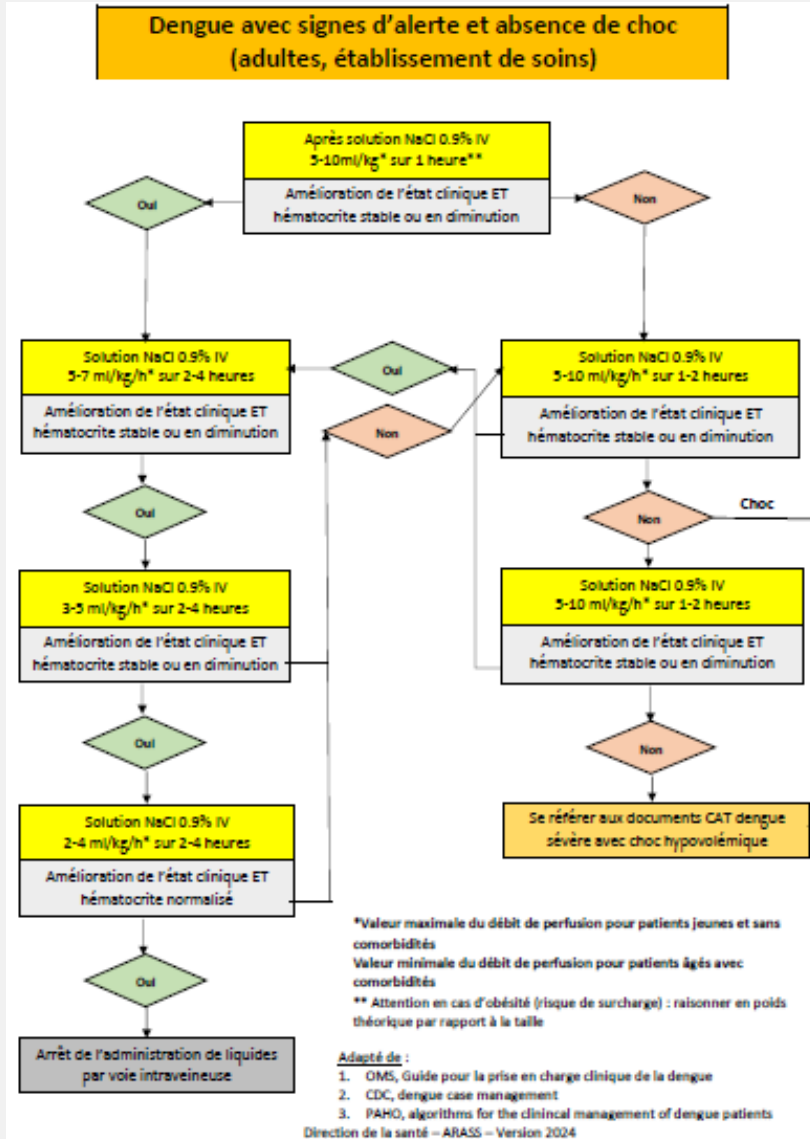 Dengue avec signes d'alerte et absence de choc
(adultes, établissement de soins)
Après solution NaCl 0.9% IV
5-10ml/kg* sur 1 heure**
Amélioration de l'état clinique ET
hématocrite stable ou en diminution
Oui
Non
Solution NaCl 0.9% IV
5-7 ml/kg/h* sur 2-4 heures
Amélioration de l'état clinique ET
hématocrite stable ou en diminution
Oui
Non
Solution NaCl 0.9% IV
5-10 ml/kg/h* sur 1-2 heures
Amélioration de l'état clinique ET
hématocrite stable ou en diminution
Oui
Non
Choc
Solution NaCl 0.9% IV
3-5 ml/kg/h* sur 2-4 heures
Amélioration de l'état clinique ET
hématocrite stable ou en diminution
Solution NaCl 0.9% IV
5-10 ml/kg/h* sur 1-2 heures
Amélioration de l'état clinique ET
hématocrite stable ou en diminution
Oui
Non
Solution NaCl 0.9% IV
2-4 ml/kg/h* sur 2-4 heures
Amélioration de l'état clinique ET
hématocrite normalisé
Se référer aux documents CAT dengue
sévère avec choc hypovolémique
Oui
Arrêt de l'administration de liquides
par voie intraveineuse
*Valeur maximale du débit de perfusion pour patients jeunes et sans
comorbidités
Valeur minimale du débit de perfusion pour patients âgés avec
comorbidités
** Attention en cas d'obésité (risque de surcharge) : raisonner en poids
théorique par rapport à la taille
Adapté de :
1. OMS, Guide pour la prise en charge clinique de la dengue
2. CDC, dengue case management
3. PAHO, algorithms for the clinincal management of dengue patients
Direction de la santé – ARASS – Version 2024